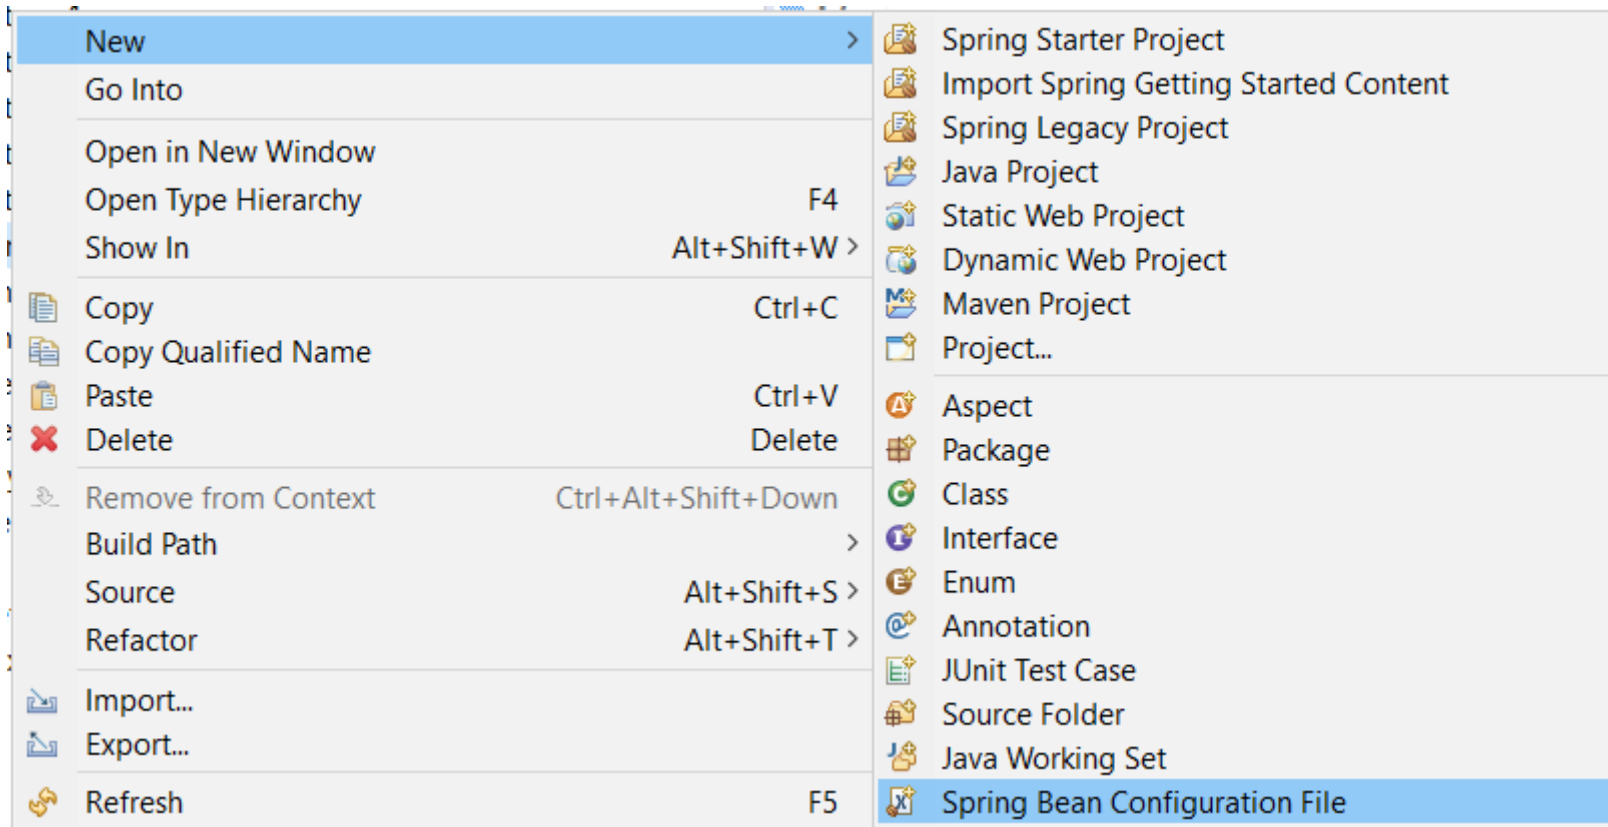 New
Go Into
Open in New Window
Open Type Hierarchy F4
Show In Alt+Shift+W >
Copy Ctrl+C
Copy Qualified Name
Paste Ctrl+V
Delete Delete
Remove from Context Ctrl+Alt+Shift+Down
Build Path
Source Alt+Shift+S >
Refactor Alt+Shift+T >
Import...
Export...
Refresh F5
Spring Starter Project
Import Spring Getting Started Content
Spring Legacy Project
Java Project
Static Web Project
Dynamic Web Project
Maven Project
Project...
Aspect
Package
Class
Interface
Enum
Annotation
JUnit Test Case
Source Folder
Java Working Set
Spring Bean Configuration File